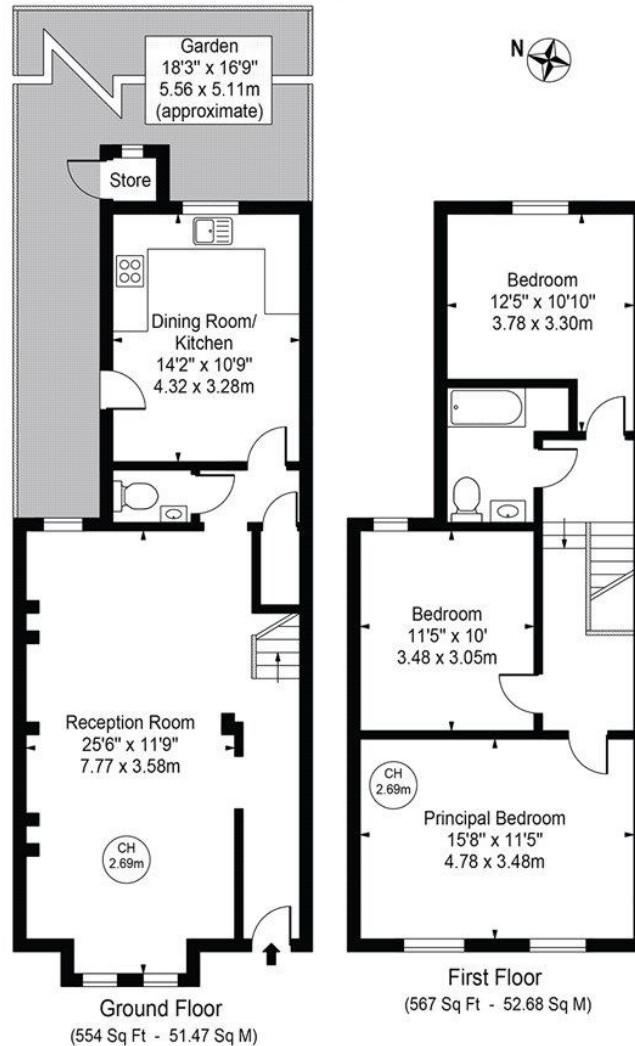 Garden
18'3" x 16'9"
5.56 x 5.11m
(approximate)
N
Store
Dining Room/
Kitchen
14'2" x 10'9"
4.32 x 3.28m
Reception Room
25'6" x 11'9"
7.77 x 3.58m
CH
2.69m
Ground Floor
(554 Sq Ft - 51.47 Sq M)
Bedroom
12'5" x 10'10"
3.78 x 3.30m
Bedroom
11'5" x 10'
3.48 x 3.05m
CH
2.69m
Principal Bedroom
15'8" x 11'5"
4.78 x 3.48m
First Floor
(567 Sq Ft - 52.68 Sq M)